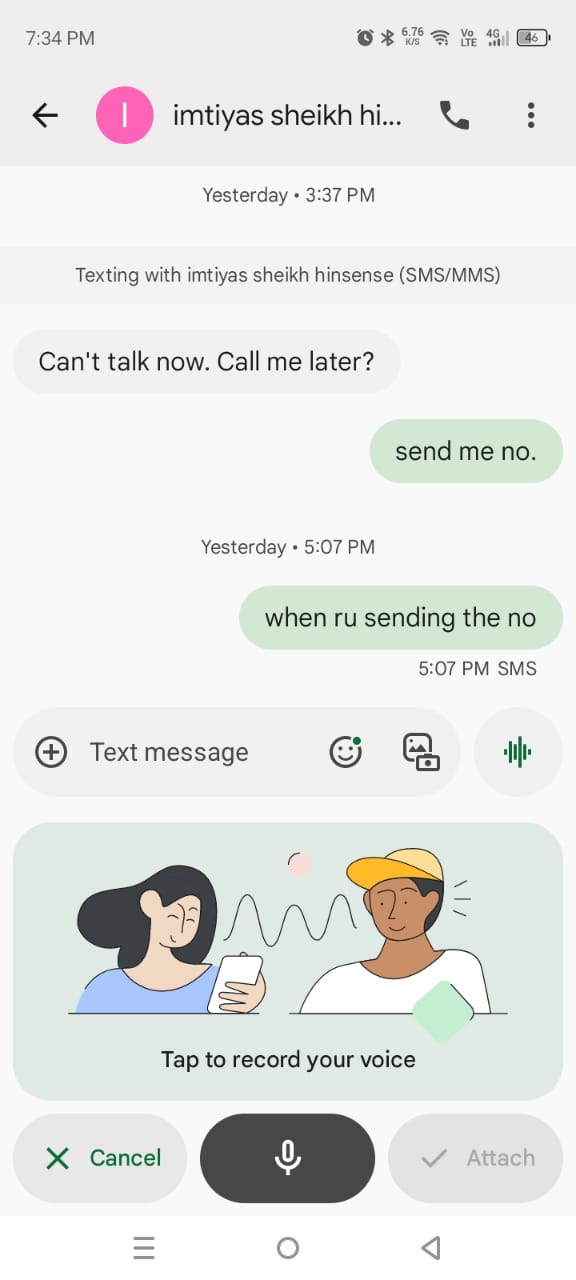 7:34 PM
6.76
K/S
Vo
LTE
4G
46
I
imtiyas sheikh hi...
Yesterday • 3:37 PM
Texting with imtiyas sheikh hinsense (SMS/MMS)
Can't talk now. Call me later?
send me no.
Yesterday • 5:07 PM
when ru sending the no
5:07 PM SMS
Text message
Tap to record your voice
Cancel
Attach